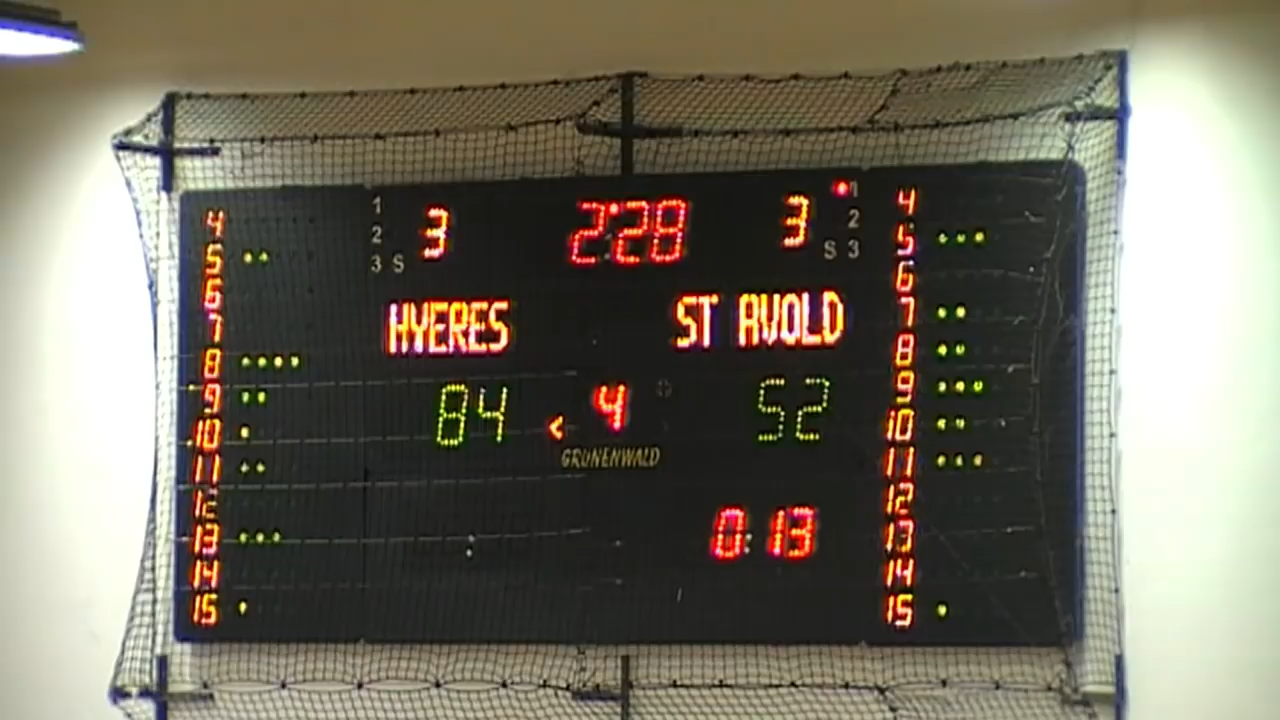 4 1 3 2:28 3 1 4
5 2 2 5
6 3 S S 3 6
7 HYERES ST AVOLD 7
8 8
9 84 < 4 52 9
10 10
11 GRÜNENWALD 11
12 12
13 0:13 13
14 14
15 15